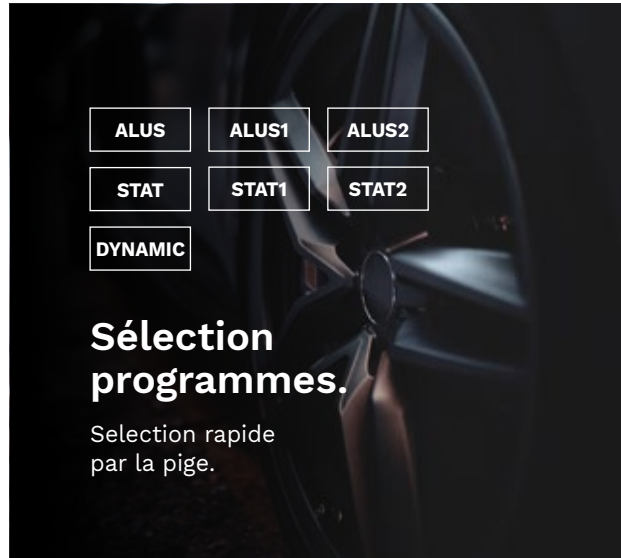 ALUS ALUS1 ALUS2
STAT STAT1 STAT2
DYNAMIC
Sélection
programmes.
Selection rapide
par la pige.